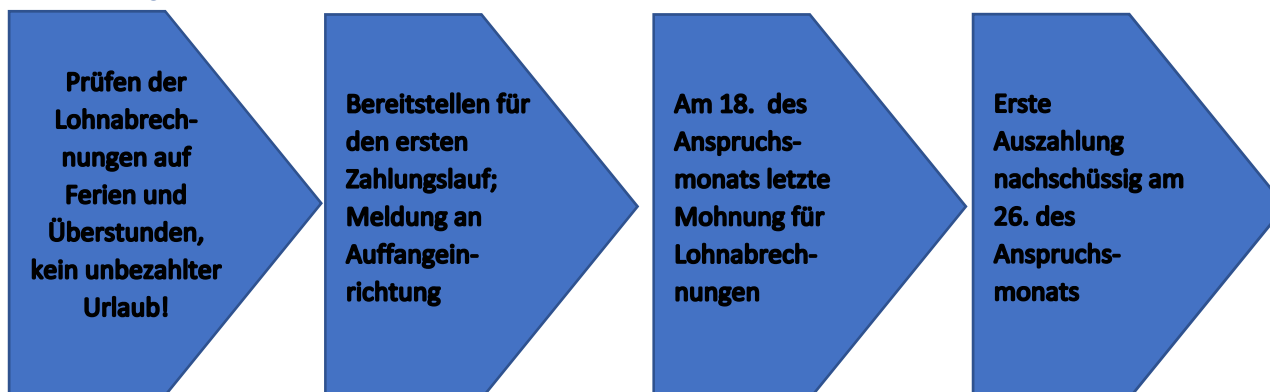 Prüfen der
Lohnabrech-
nungen auf
Ferien und
Überstunden,
kein unbezahlter
Urlaub!
Bereitstellen für
den ersten
Zahlungslauf;
Meldung an
Auffangein-
richtung
Am 18. des
Anspruchs-
monats letzte
Mohnung für
Lohnabrech-
nungen
Erste
Auszahlung
nachschüssig am
26. des
Anspruchs-
monats